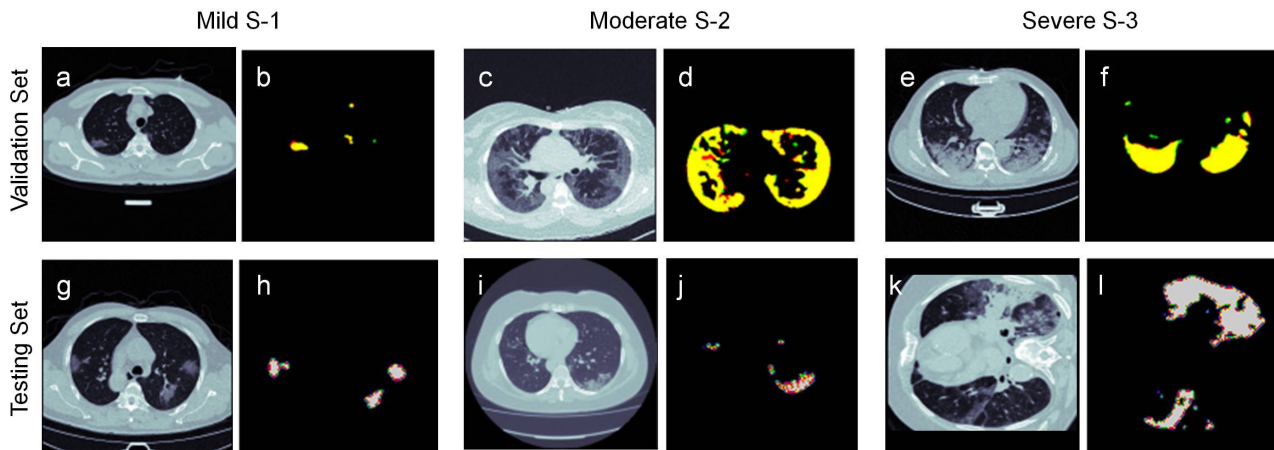 Mild S-1
Moderate S-2
Severe S-3
Validation Set
a
b
c
d
e
f
Testing Set
g
h
i
j
k
l